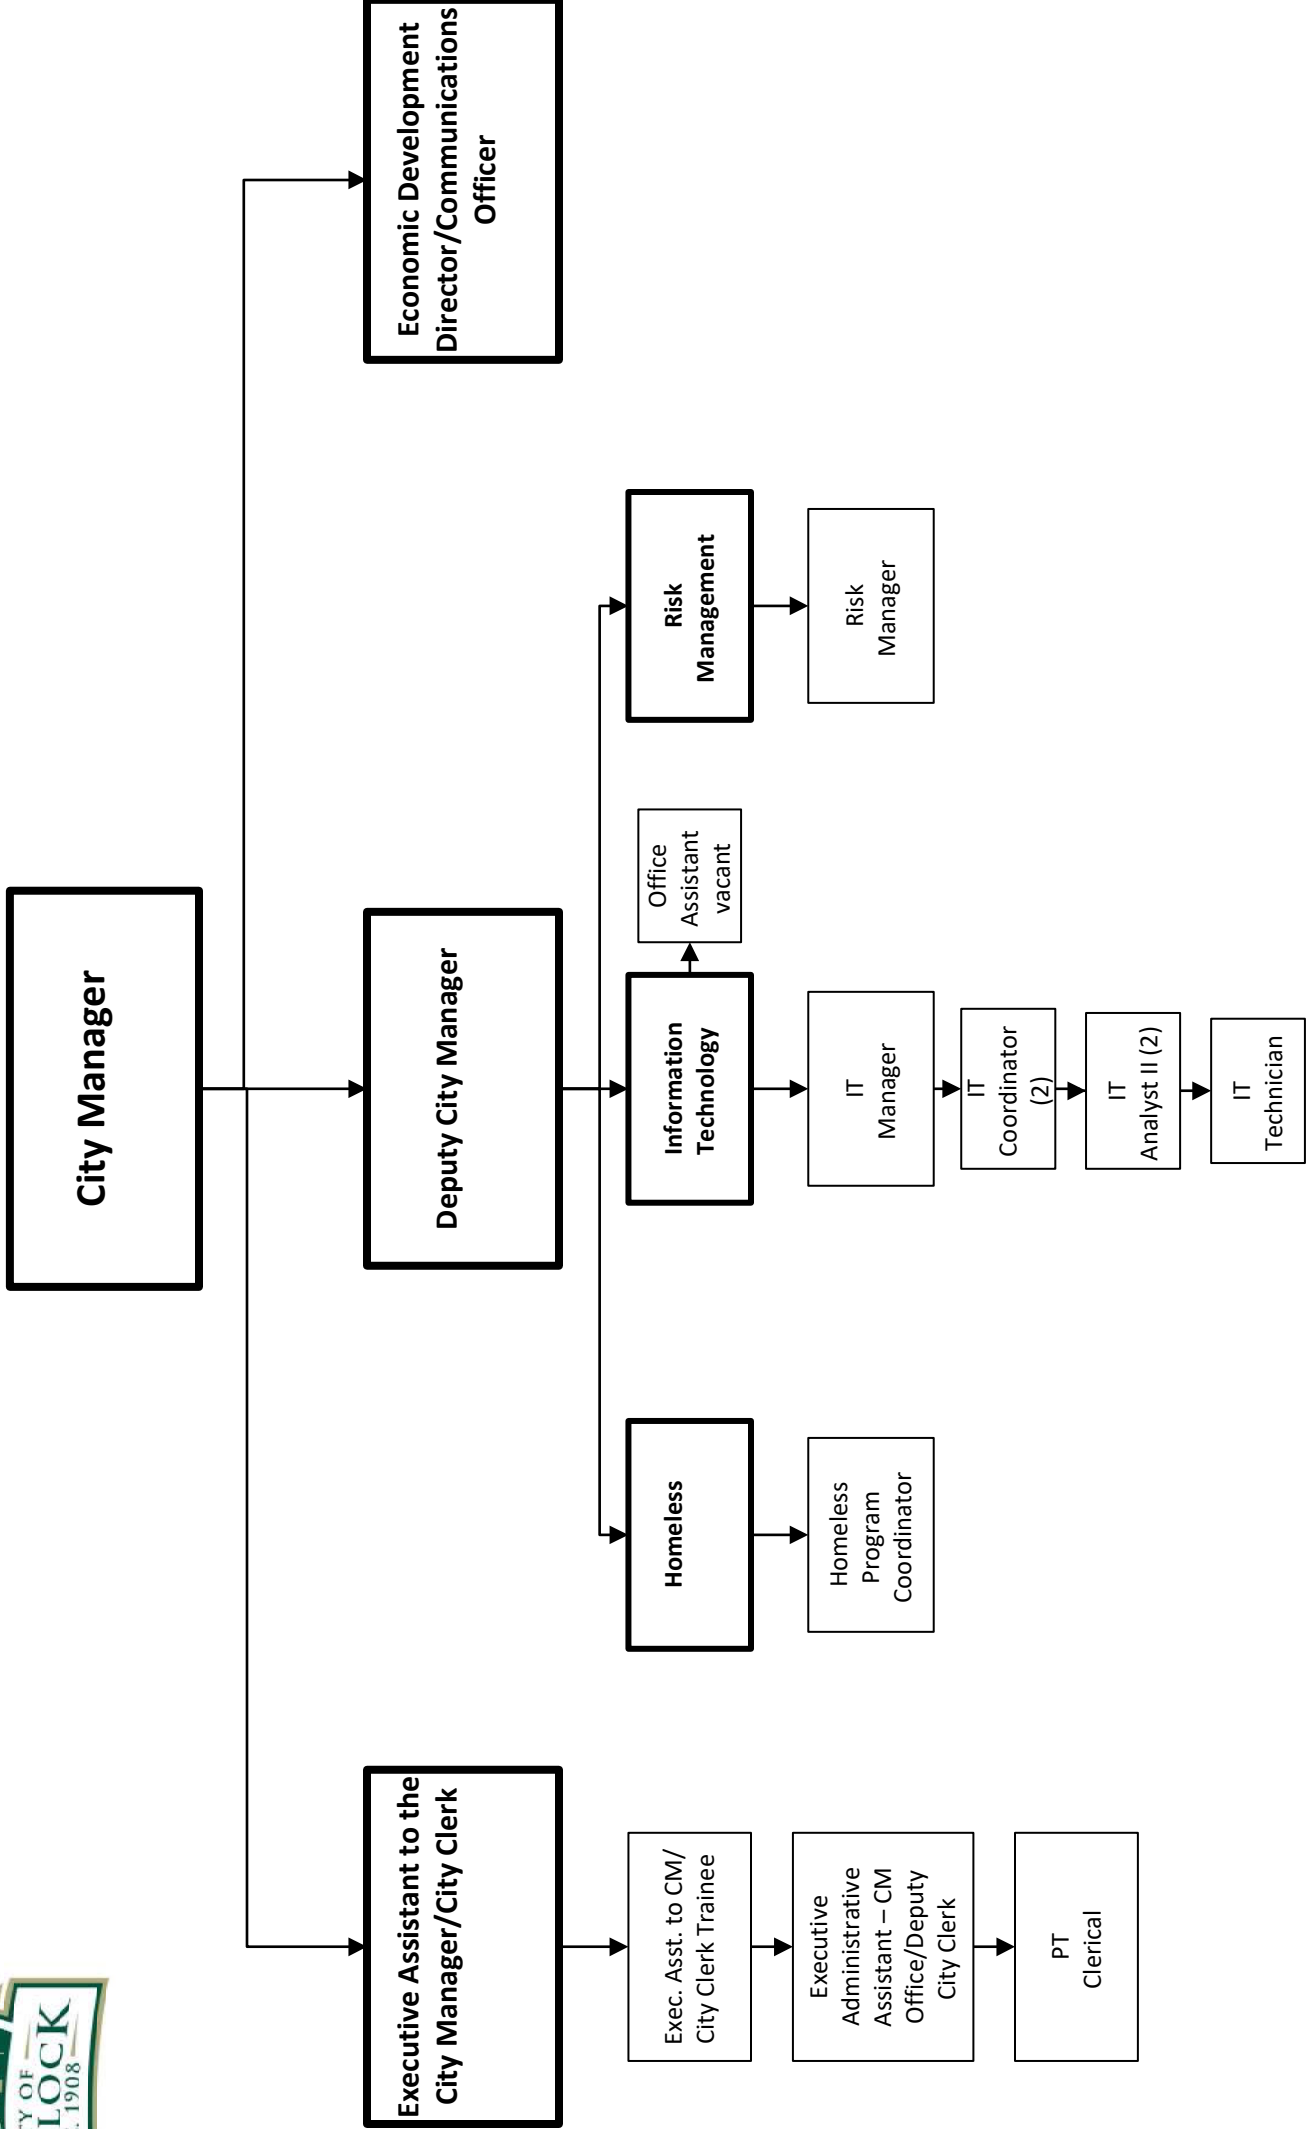 TY OF
LOCK
1908
City Manager
Executive Assistant to the
City Manager/City Clerk
Deputy City Manager
Economic Development
Director/Communications
Officer
Exec. Asst. to CM/
City Clerk Trainee
Homeless
Information
Technology
Office
Assistant
vacant
Risk
Management
Executive
Administrative
Assistant – CM
Office/Deputy
City Clerk
Homeless
Program
Coordinator
IT
Manager
Risk
Manager
IT
Coordinator
(2)
PT
Clerical
IT
Analyst II (2)
IT
Technician